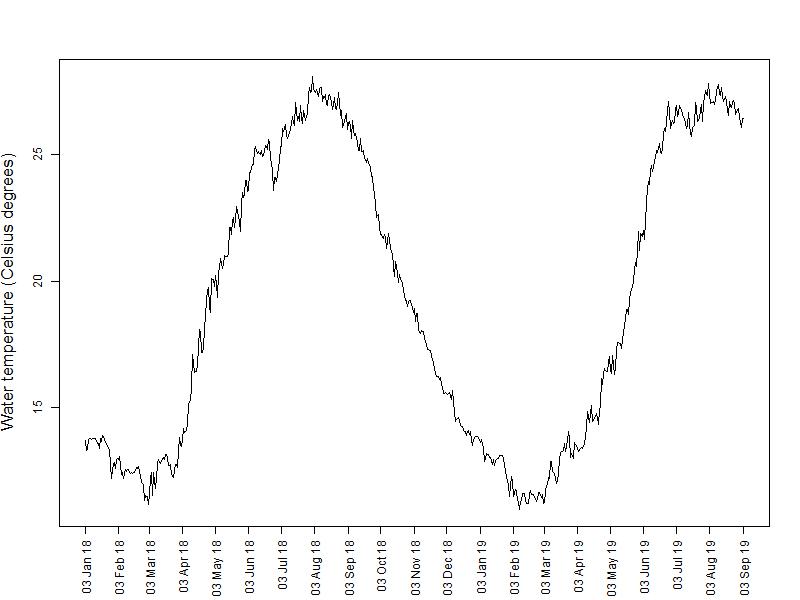 Water temperature (Celsius degrees)
25
20
15
03 Jan 18
03 Feb 18
03 Mar 18
03 Apr 18
03 May 18
03 Jun 18
03 Jul 18
03 Aug 18
03 Sep 18
03 Oct 18
03 Nov 18
03 Dec 18
03 Jan 19
03 Feb 19
03 Mar 19
03 Apr 19
03 May 19
03 Jun 19
03 Jul 19
03 Aug 19
03 Sep 19